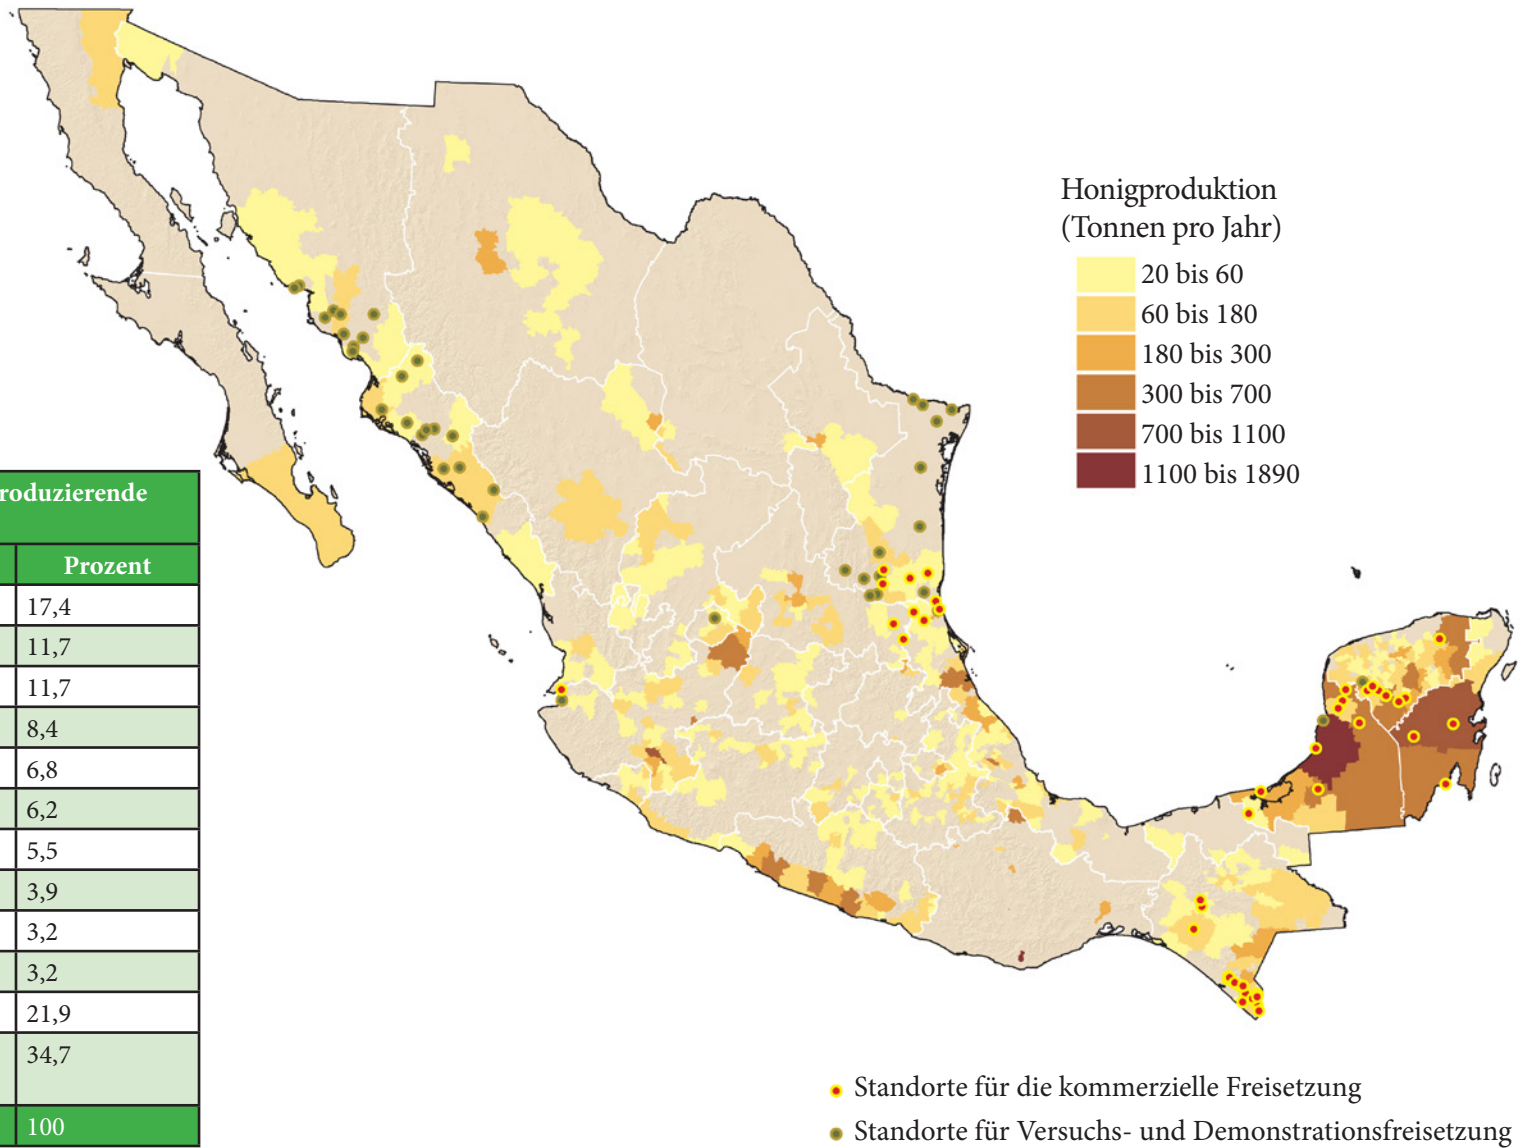 Honigproduktion
(Tonnen pro Jahr)
20 bis 60
60 bis 180
180 bis 300
300 bis 700
700 bis 1100
1100 bis 1890
roduzierende
Prozent
17,4
11,7
11,7
8,4
6,8
6,2
5,5
3,9
3,2
3,2
21,9
34,7
100
Standorte für die kommerzielle Freisetzung
Standorte für Versuchs- und Demonstrationsfreisetzung